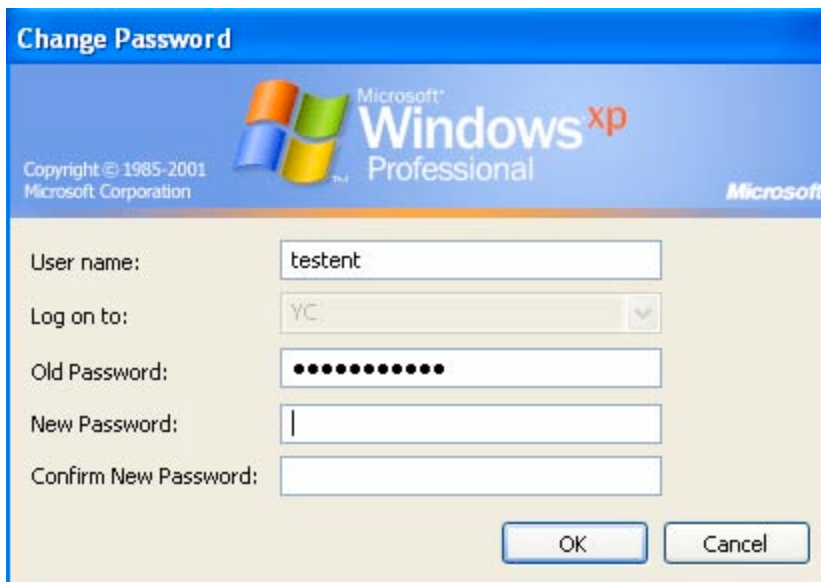 Change Password
Microsoft®
Windows xp
Professional
TM
Copyright © 1985-2001
Microsoft Corporation
Microsoft
User name: testent
Log on to: YC
Old Password: •••••••••••
New Password:
Confirm New Password:
OK Cancel